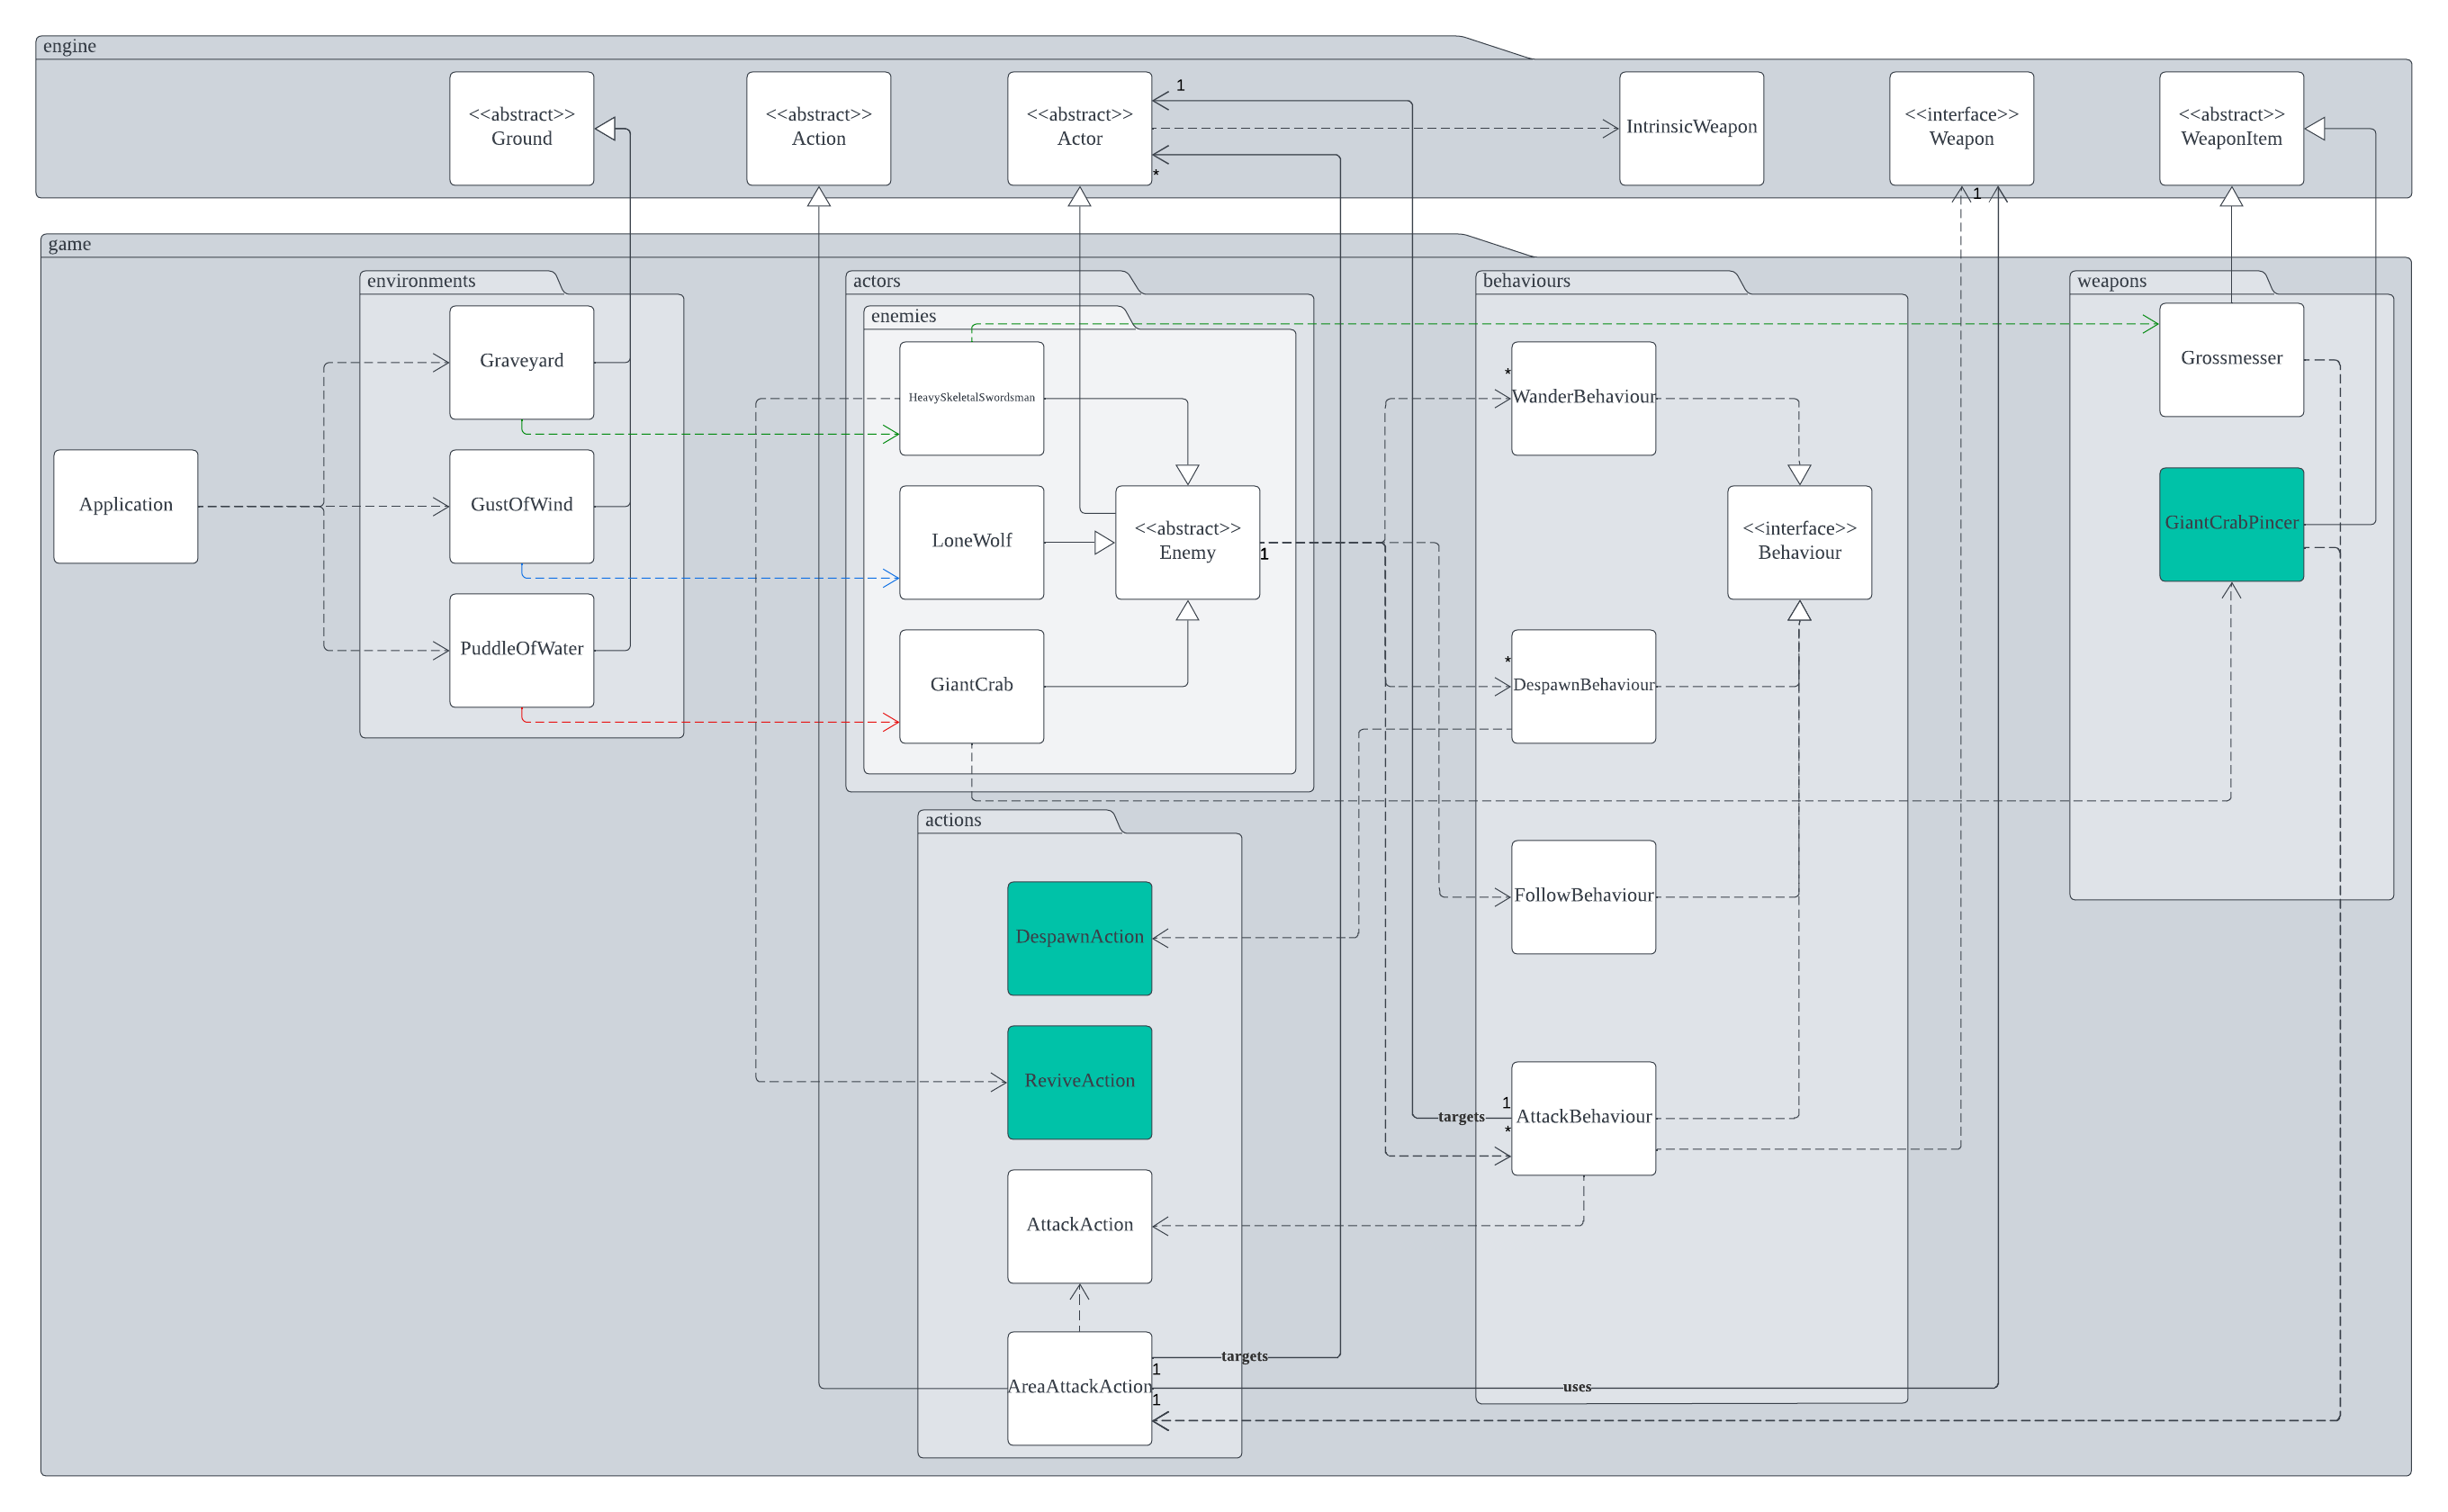 engine
<<abstract>>
Ground
<<abstract>>
Action
<<abstract>>
Actor
1
*
IntrinsicWeapon
<<interface>>
Weapon
1
<<abstract>>
WeaponItem
game
environments
Graveyard
GustOfWind
PuddleOfWater
Application
actors
enemies
HeavySkeletalSwordsman
LoneWolf
GiantCrab
<<abstract>>
Enemy
1
behaviours
*
WanderBehaviour
<<interface>>
Behaviour
*
DespawnBehaviour
FollowBehaviour
1
targets
AttackBehaviour
*
weapons
Grossmesser
GiantCrabPincer
actions
DespawnAction
ReviveAction
AttackAction
AreaAttackAction
targets
1
uses
1